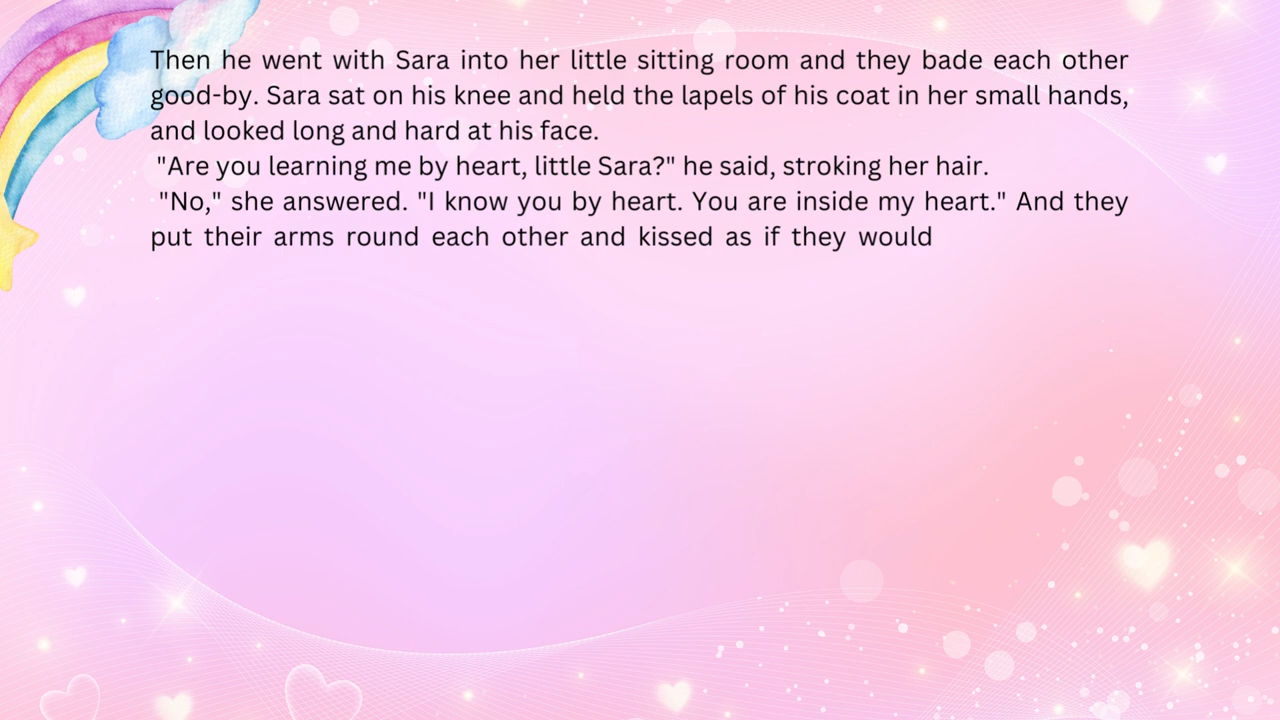 Then he went with Sara into her little sitting room and they bade each other
good-by. Sara sat on his knee and held the lapels of his coat in her small hands,
and looked long and hard at his face.
"Are you learning me by heart, little Sara?" he said, stroking her hair.
"No," she answered. "I know you by heart. You are inside my heart." And they
put their arms round each other and kissed as if they would